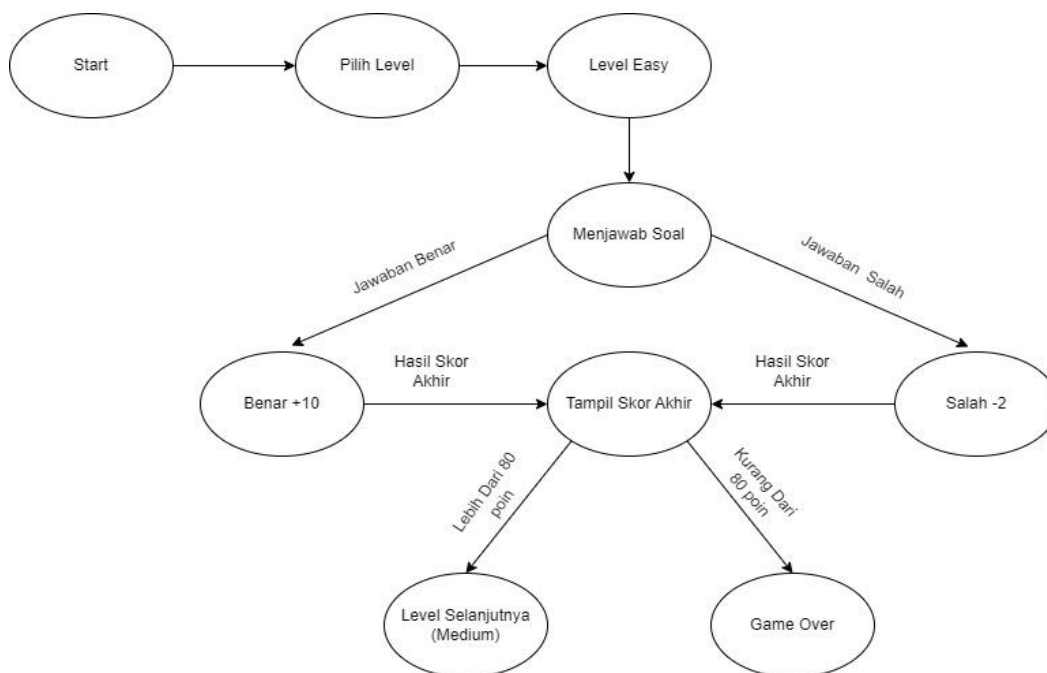 Start
Pilih Level
Level Easy
Menjawab Soal
Jawaban Benar
Jawaban Salah
Benar +10
Hasil Skor
Akhir
Tampil Skor Akhir
Hasil Skor
Akhir
Salah -2
Lebih Dari 80
poin
Kurang Dari
80 poin
Level Selanjutnya
(Medium)
Game Over